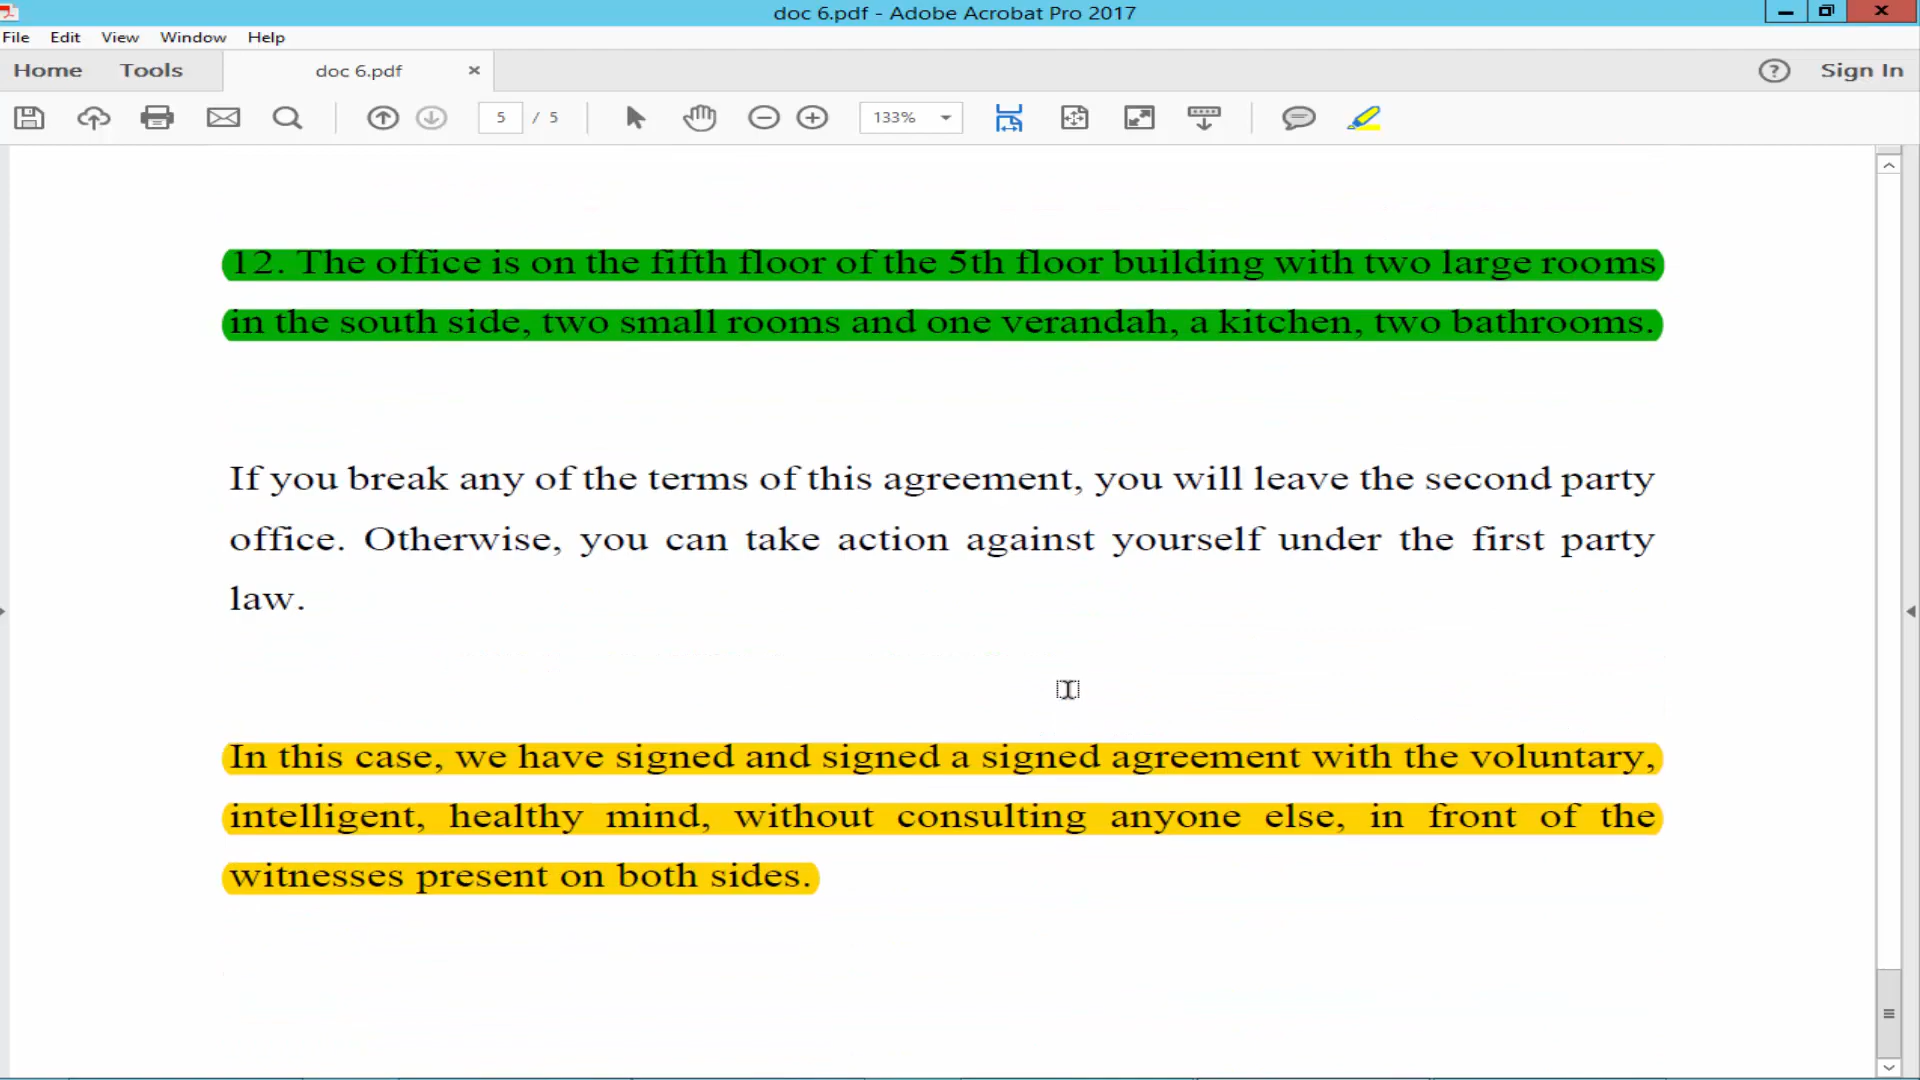 doc 6.pdf - Adobe Acrobat Pro 2017
File Edit View Window Help
Home Tools doc 6.pdf Sign In
5 / 5 133%
12. The office is on the fifth floor of the 5th floor building with two large rooms
in the south side, two small rooms and one verandah, a kitchen, two bathrooms.
If you break any of the terms of this agreement, you will leave the second party
office. Otherwise, you can take action against yourself under the first party
law.
In this case, we have signed and signed a signed agreement with the voluntary,
intelligent, healthy mind, without consulting anyone else, in front of the
witnesses present on both sides.